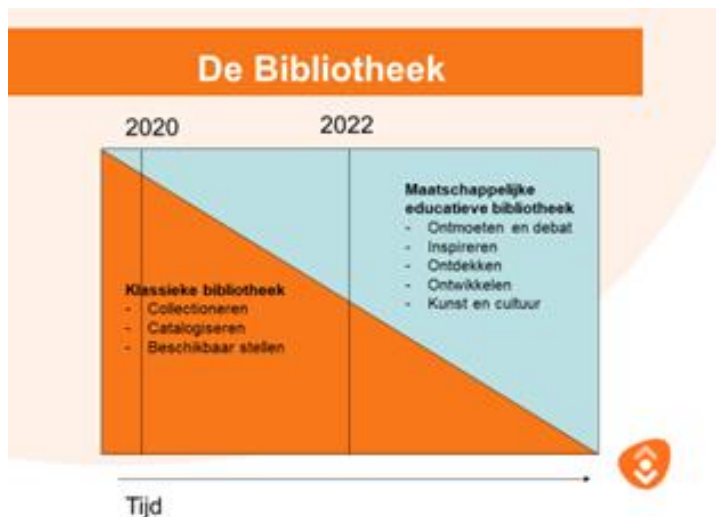 De Bibliotheek
2020
2022
Maatschappelijke
educatieve bibliotheek
- Ontmoeten en debat
- Inspireren
- Ontdekken
- Ontwikkelen
- Kunst en cultuur
Klassieke bibliotheek
- Collectioneren
- Catalogiseren
- Beschikbaar stellen
Tijd